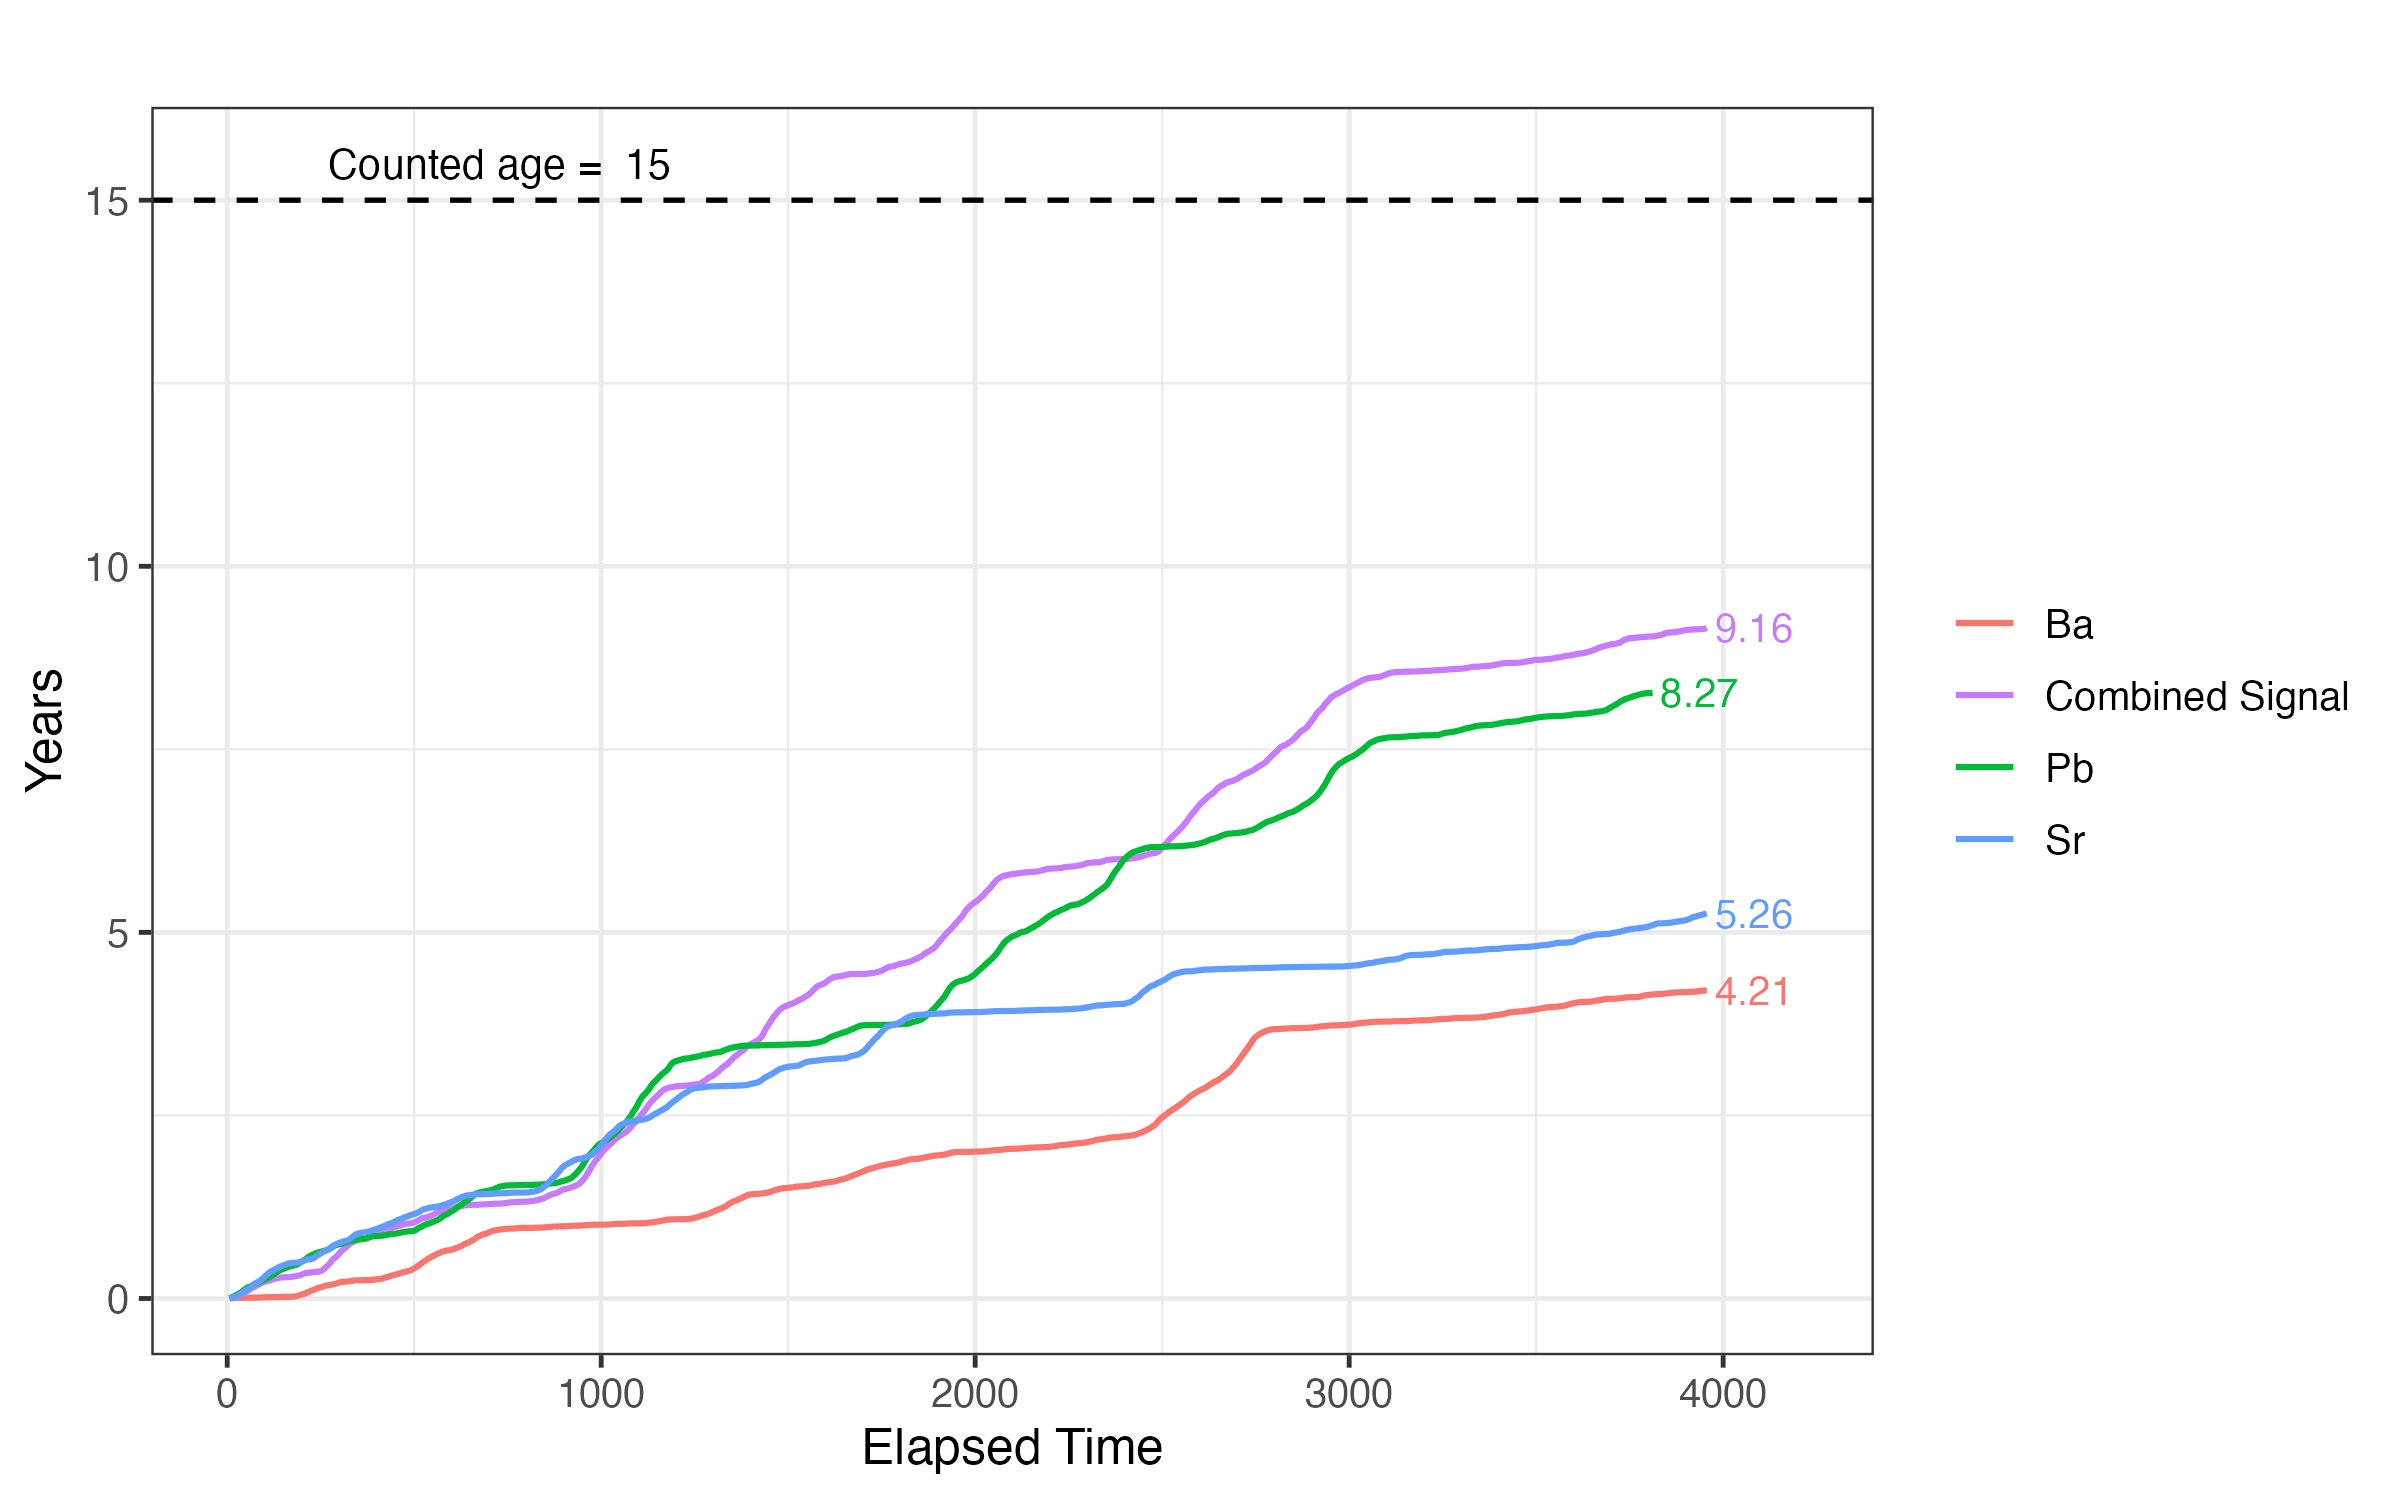 Counted age =  15
15
10
5
0
9.16
8.27
5.26
4.21
0 1000 2000 3000 4000
Elapsed Time
Years
Ba
Combined Signal
Pb
Sr